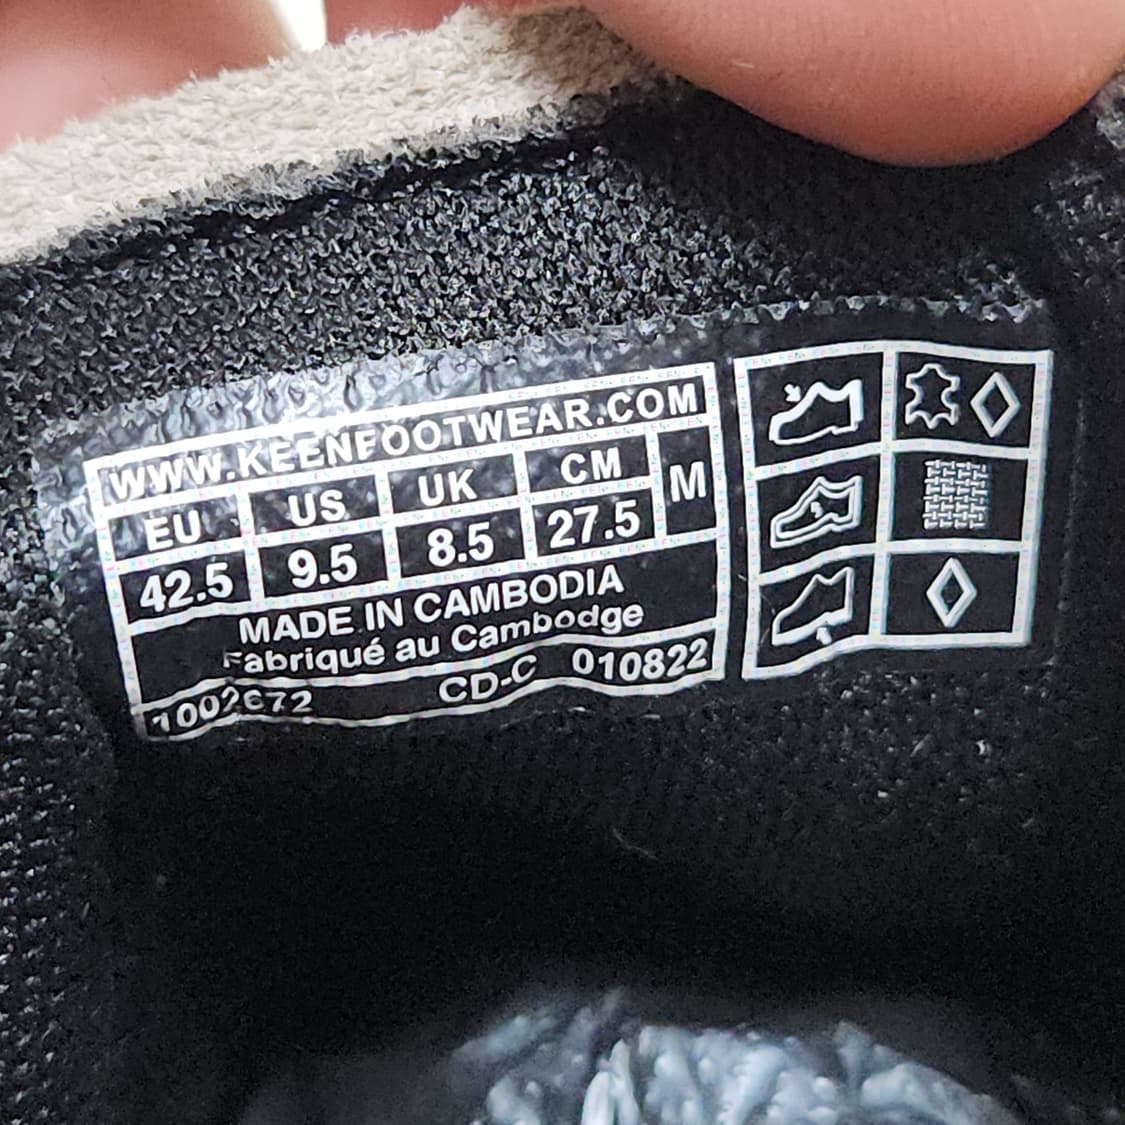 WWW.KEENFOOTWEAR.COM
EU US UK CM M
42.5 9.5 8.5 27.5
MADE IN CAMBODIA
Fabriqué au Cambodge
1002672 CD-C 010822